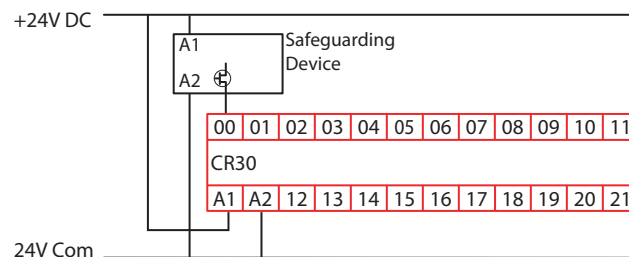 +24V DC
A1
Safeguarding
Device
A2
00 01 02 03 04 05 06 07 08 09 10 11
CR30
A1 A2 12 13 14 15 16 17 18 19 20 21
24V Com